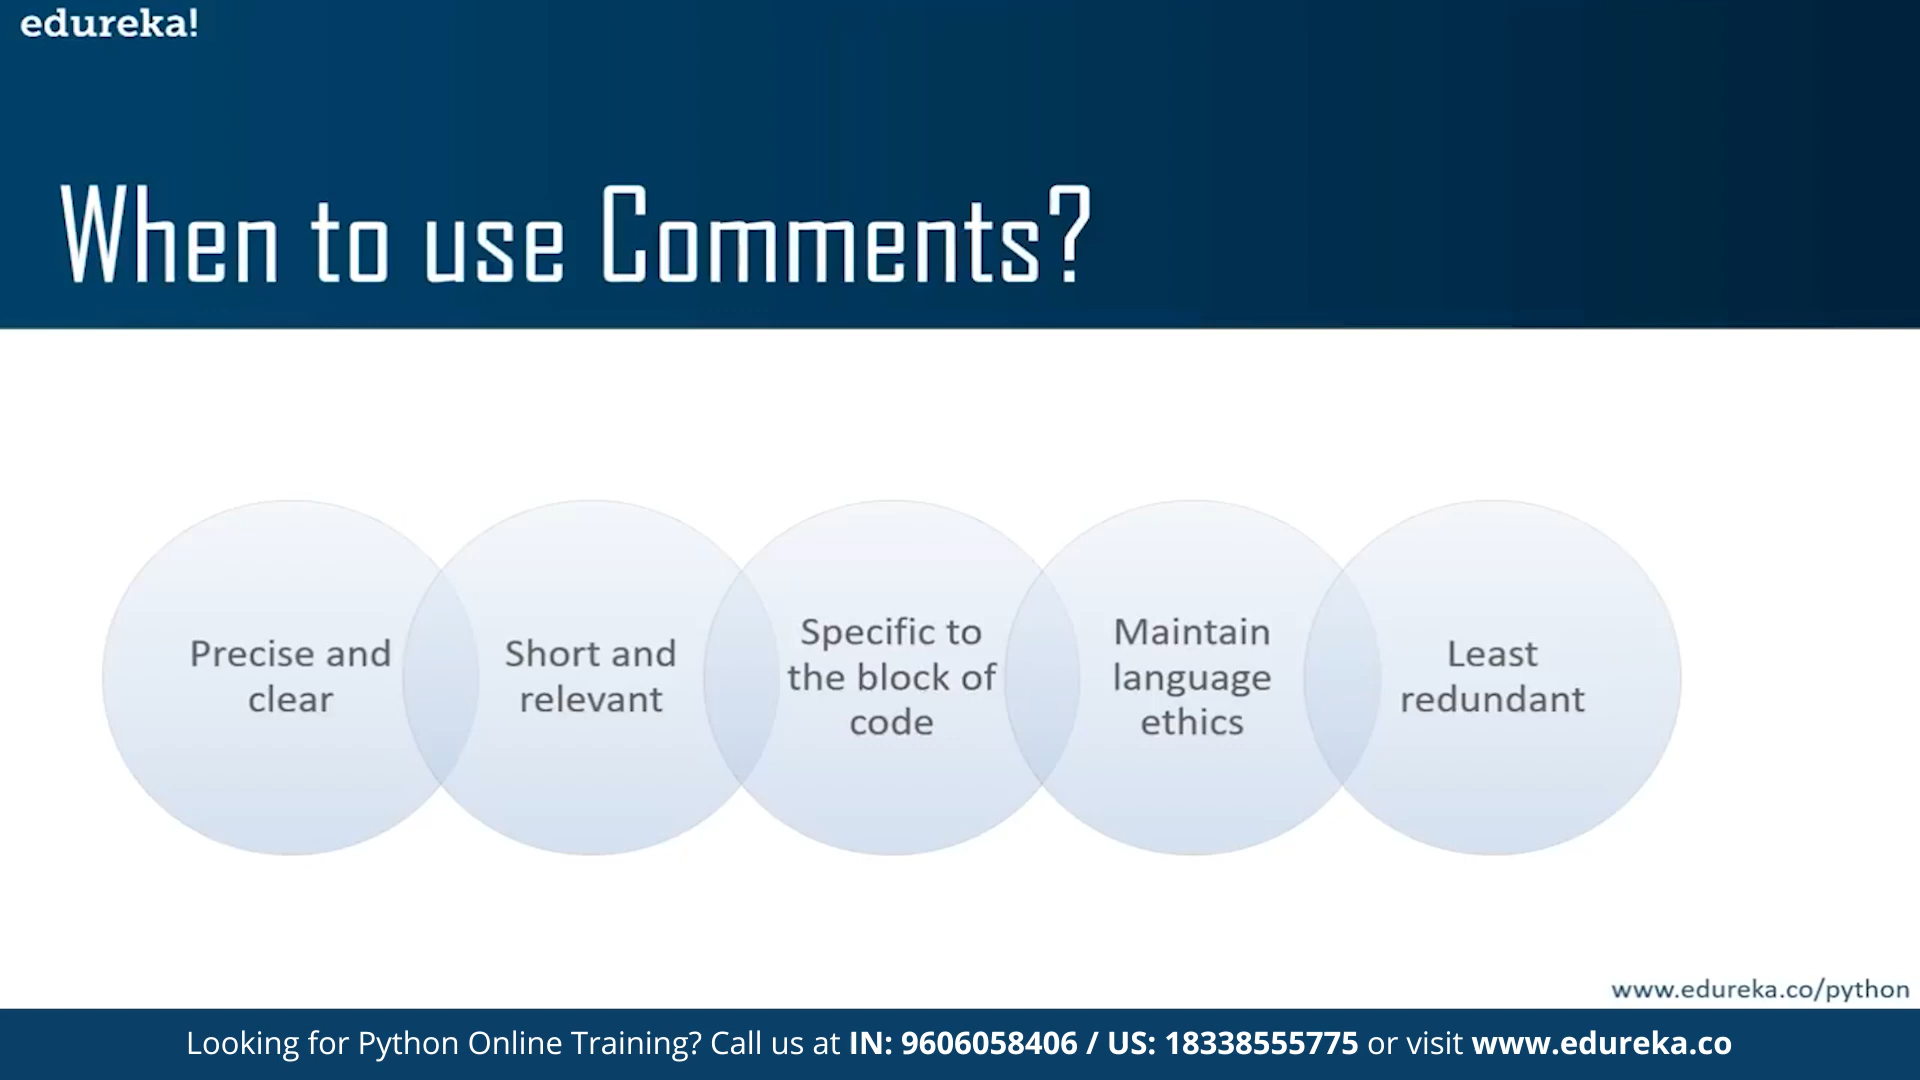 edureka!
When to use Comments?
Precise and
clear
Short and
relevant
Specific to
the block of
code
Maintain
language
ethics
Least
redundant
www.edureka.co/python
Looking for Python Online Training? Call us at IN: 9606058406 / US: 18338555775 or visit www.edureka.co